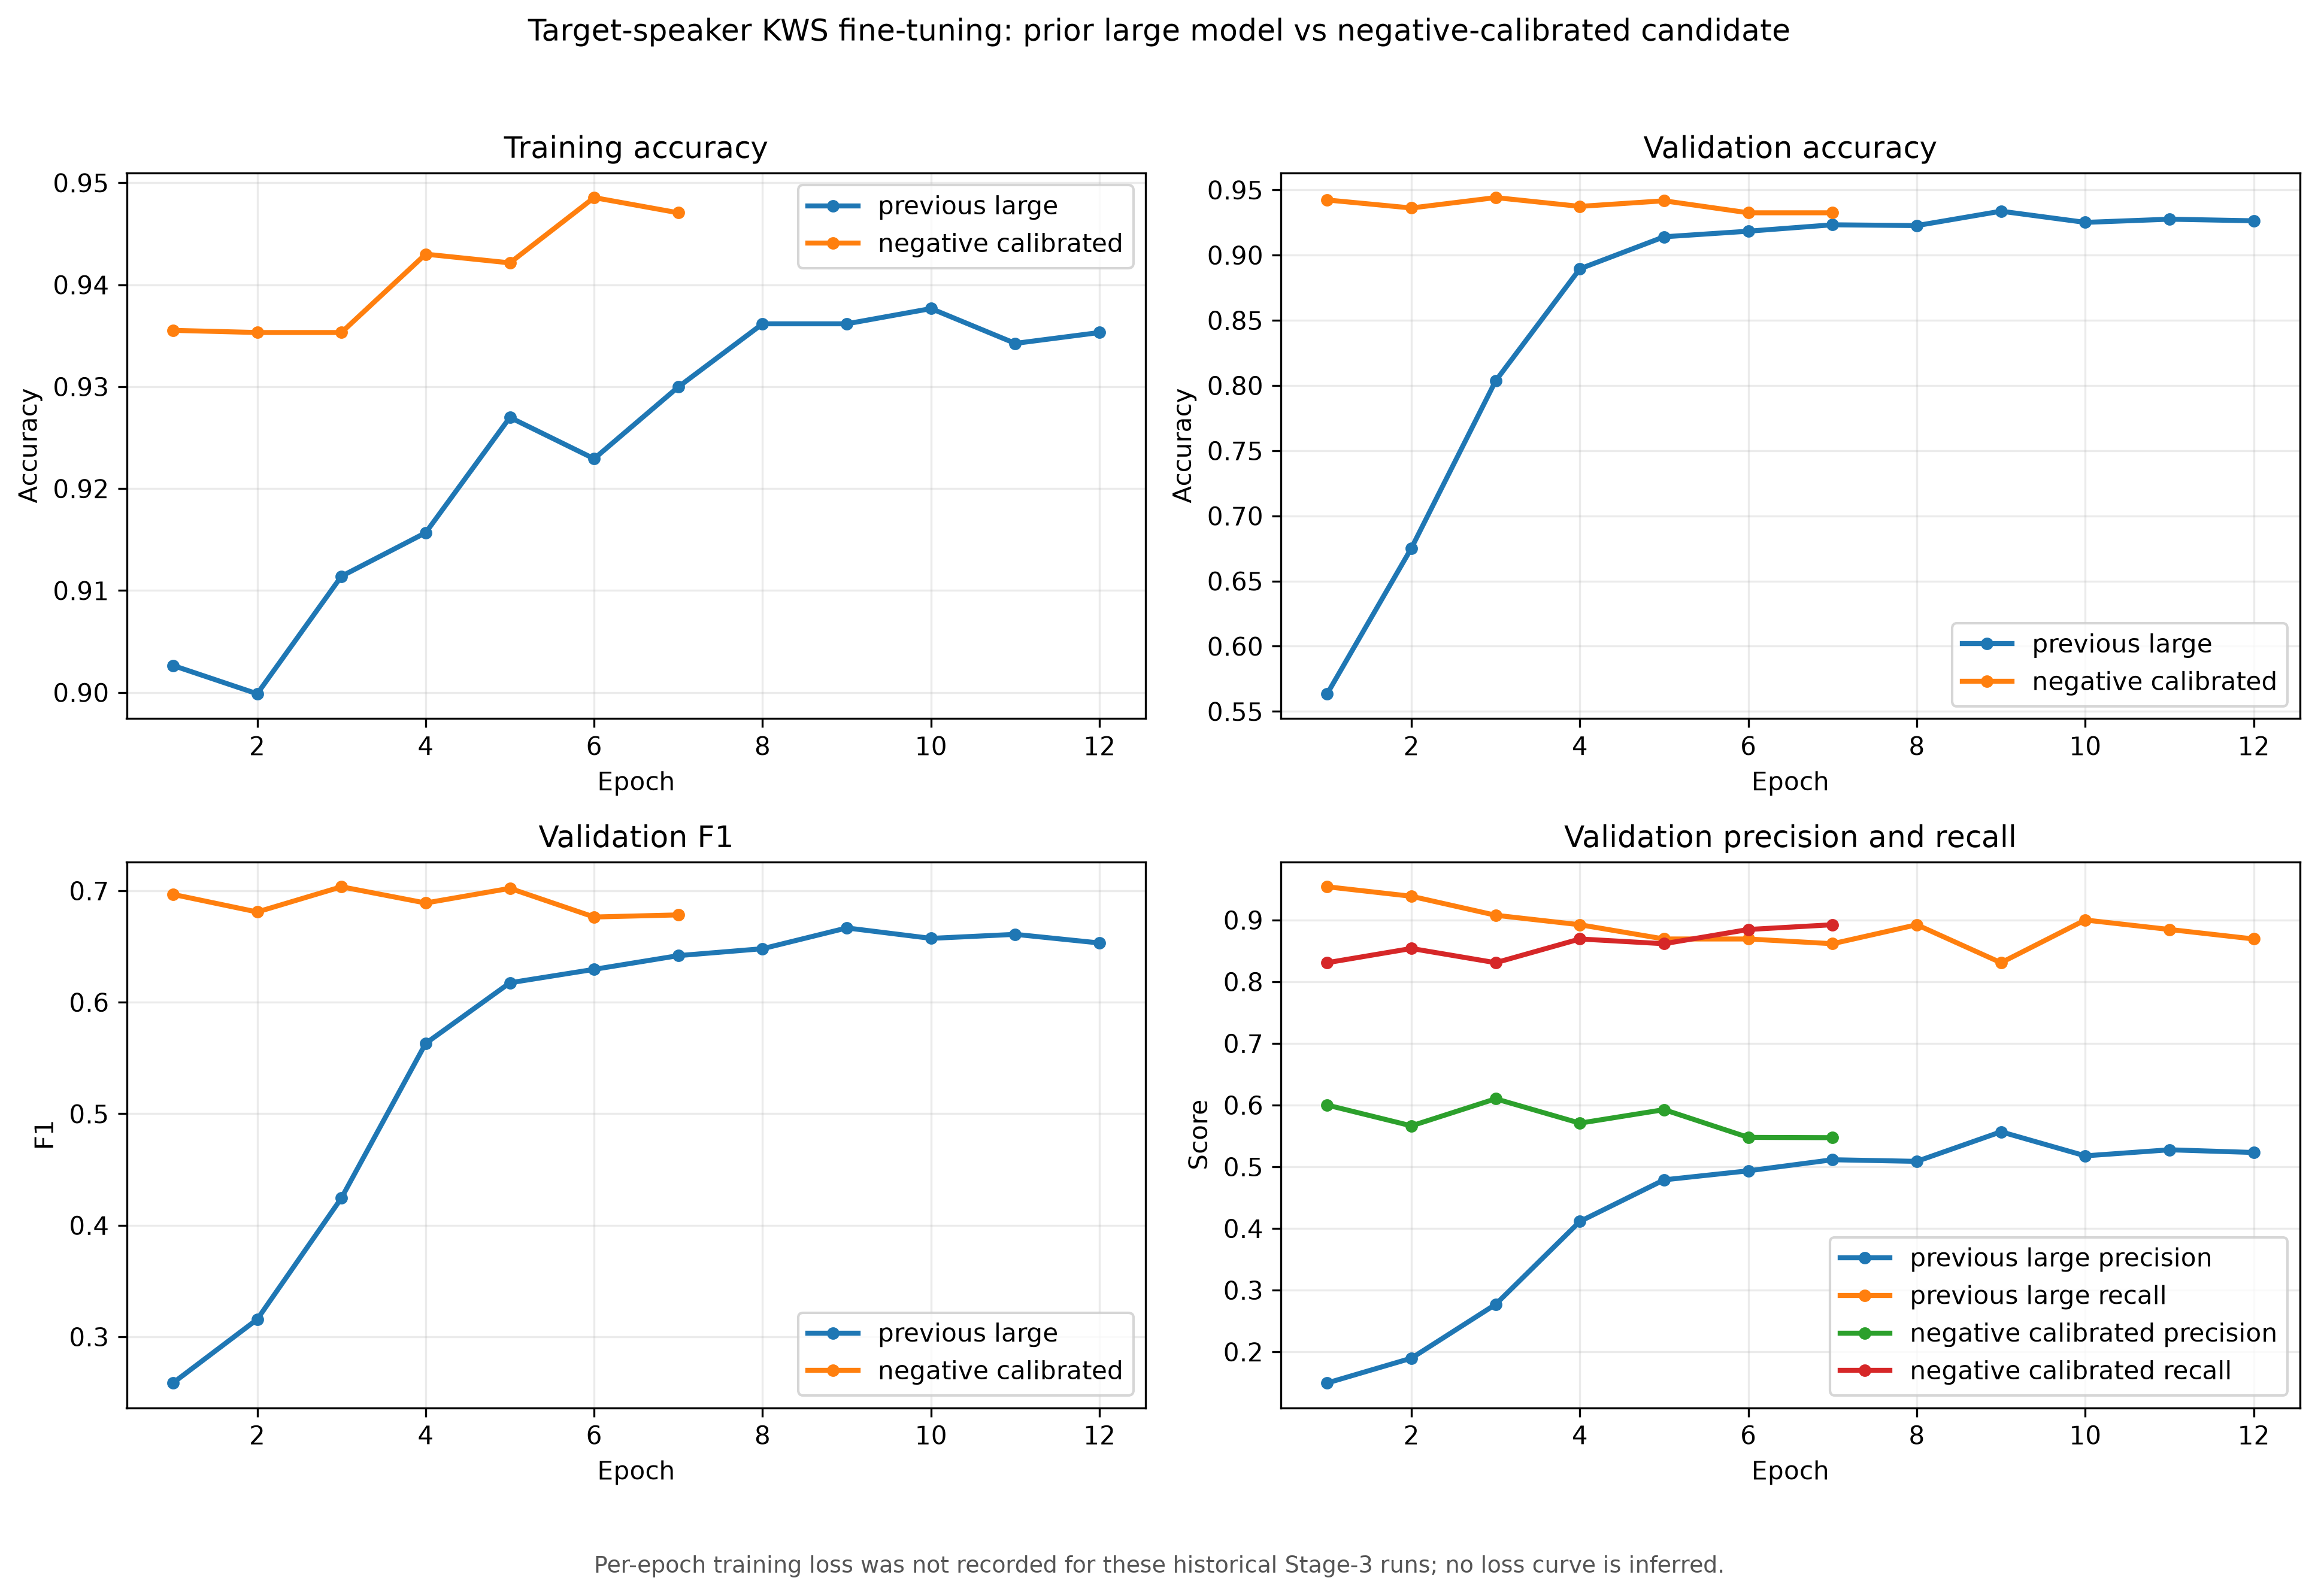 Target-speaker KWS fine-tuning: prior large model vs negative-calibrated candidate
Training accuracy
0.95
0.94
0.93
0.92
0.91
0.90
Accuracy
2 4 6 8 10 12
Epoch
previous large
negative calibrated
Validation accuracy
0.95
0.90
0.85
0.80
0.75
0.70
0.65
0.60
0.55
Accuracy
2 4 6 8 10 12
Epoch
previous large
negative calibrated
Validation F1
0.7
0.6
0.5
0.4
0.3
F1
2 4 6 8 10 12
Epoch
previous large
negative calibrated
Validation precision and recall
0.9
0.8
0.7
0.6
0.5
0.4
0.3
0.2
Score
2 4 6 8 10 12
Epoch
previous large precision
previous large recall
negative calibrated precision
negative calibrated recall
Per-epoch training loss was not recorded for these historical Stage-3 runs; no loss curve is inferred.